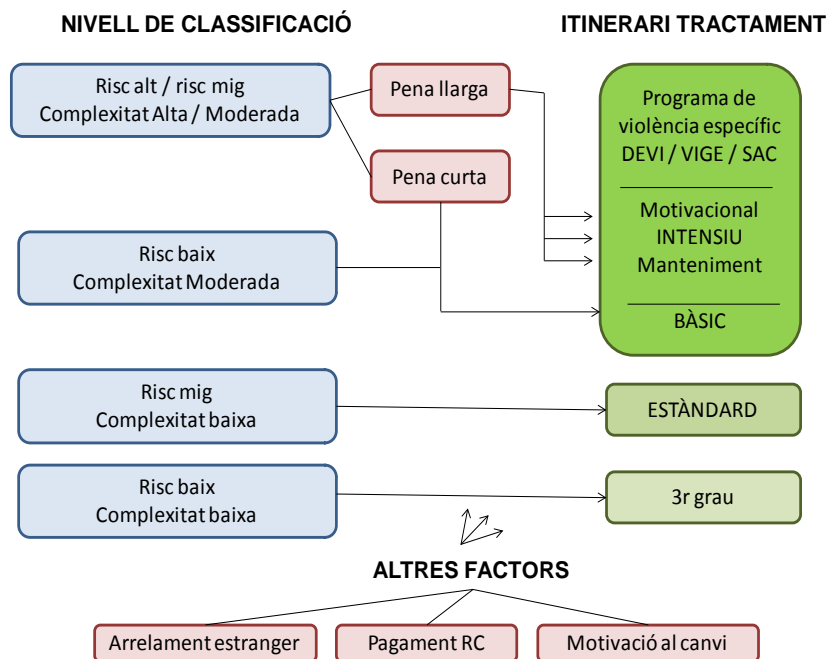 NIVELL DE CLASSIFICACIÓ
ITINERARI TRACTAMENT
Risc alt / risc mig
Complexitat Alta / Moderada
Pena llarga
Pena curta
Programa de
violència específic
DEVI / VIGE / SAC
Motivacional
INTENSIU
Manteniment
BÀSIC
Risc baix
Complexitat Moderada
Risc mig
Complexitat baixa
ESTÀNDARD
Risc baix
Complexitat baixa
3r grau
ALTRES FACTORS
Arrelament estranger
Pagament RC
Motivació al canvi